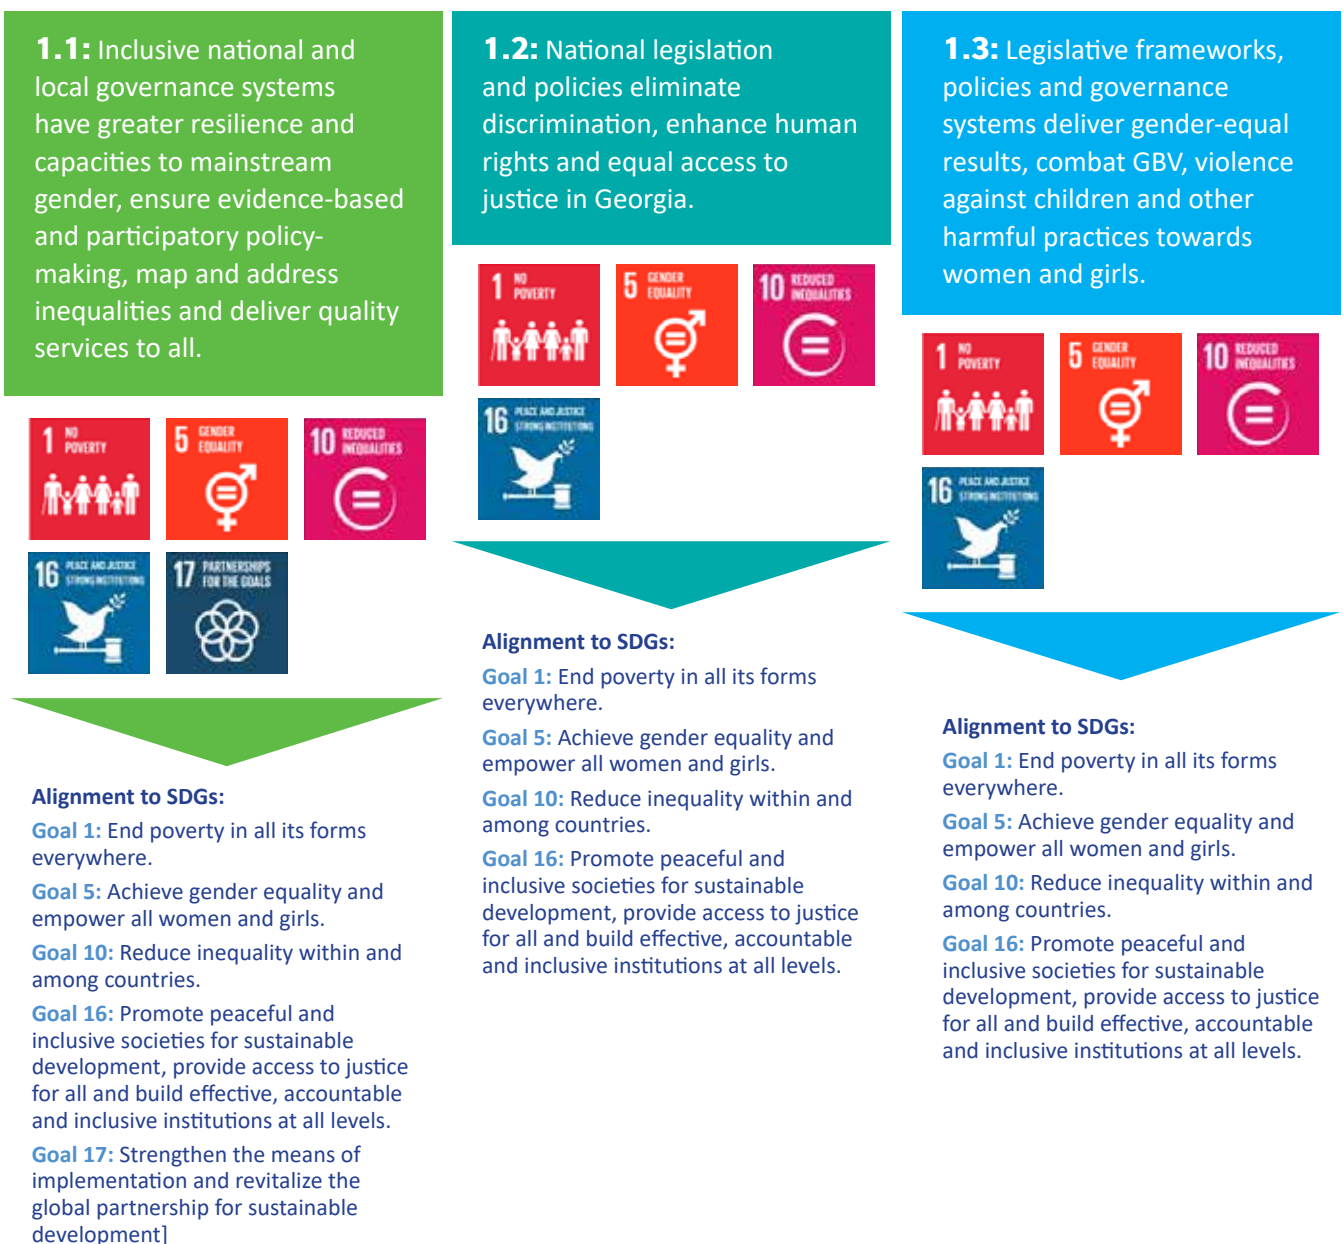 1.1: Inclusive national and
local governance systems
have greater resilience and
capacities to mainstream
gender, ensure evidence-based
and participatory policy-
making, map and address
inequalities and deliver quality
services to all.
1 NO
POVERTY
5 GENDER
EQUALITY
10 REDUCED
INEQUALITIES
16 PEACE AND JUSTICE
STRONG INSTITUTIONS
17 PARTNERSHIPS
FOR THE GOALS
Alignment to SDGs:
Goal 1: End poverty in all its forms
everywhere.
Goal 5: Achieve gender equality and
empower all women and girls.
Goal 10: Reduce inequality within and
among countries.
Goal 16: Promote peaceful and
inclusive societies for sustainable
development, provide access to justice
for all and build effective, accountable
and inclusive institutions at all levels.
Goal 17: Strengthen the means of
implementation and revitalize the
global partnership for sustainable
development]
1.2: National legislation
and policies eliminate
discrimination, enhance human
rights and equal access to
justice in Georgia.
1 NO
POVERTY
5 GENDER
EQUALITY
10 REDUCED
INEQUALITIES
16 PEACE AND JUSTICE
STRONG INSTITUTIONS
Alignment to SDGs:
Goal 1: End poverty in all its forms
everywhere.
Goal 5: Achieve gender equality and
empower all women and girls.
Goal 10: Reduce inequality within and
among countries.
Goal 16: Promote peaceful and
inclusive societies for sustainable
development, provide access to justice
for all and build effective, accountable
and inclusive institutions at all levels.
1.3: Legislative frameworks,
policies and governance
systems deliver gender-equal
results, combat GBV, violence
against children and other
harmful practices towards
women and girls.
1 NO
POVERTY
5 GENDER
EQUALITY
10 REDUCED
INEQUALITIES
16 PEACE AND JUSTICE
STRONG INSTITUTIONS
Alignment to SDGs:
Goal 1: End poverty in all its forms
everywhere.
Goal 5: Achieve gender equality and
empower all women and girls.
Goal 10: Reduce inequality within and
among countries.
Goal 16: Promote peaceful and
inclusive societies for sustainable
development, provide access to justice
for all and build effective, accountable
and inclusive institutions at all levels.